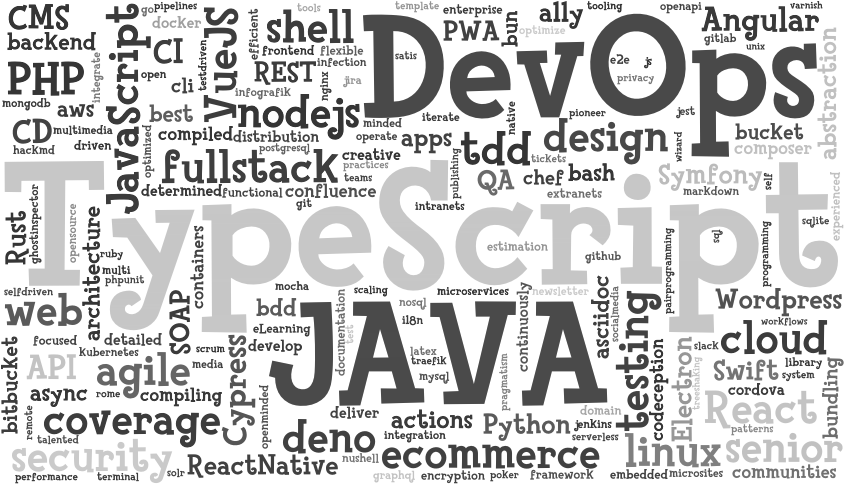 CMS
backend
go
pipelines
docker
CI
open
cli
integrate
PHP
mongodb
aws
best
CD
multimedia
hackmd
driven
JavaScript
testdriven
VueJS
efficient
shell
tools
frontend
flexible
REST
infection
infografik
nginx
jira
nodejs
minded
compiled
distribution
operate
optimized
postgresql
fullstack
creative
practices
teams
determined
functional
confluence
git
template
enterprise
PWA
bun
ally
tooling
optimize
openapi
varnish
Angular
gitlab
unix
satis
DevOps
e2e
js
privacy
abstraction
iterate
native
pioneer
jest
bucket
composer
wizard
apps
tdd
design
tickets
publishing
QA
chef
bash
extranets
intranets
Symfony
markdown
self
experienced
sqlite
TypeScript
Rust
ghostinspector
opensource
architecture
ruby
multi
phpunit
containers
estimation
github
sql
pairprogramming
programming
selfdriven
web
SOAP
mocha
scaling
microservices
newsletter
bdd
nosql
i18n
eLearning
develop
documentation
test
JAVA
continuously
asciidoc
socialmedia
testing
Wordpress
workflows
cloud
focused
detailed
API
kubernetes
scrum
media
agile
bitbucket
async
rome
compiling
latex
traefik
mysql
pragmatism
slack
library
Swift
system
cordova
bundling
Electron
treeshaking
codeception
React
patterns
remote
coverage
talented
Cypress
openminded
deliver
deno
actions
integration
Python
domain
jenkins
serverless
linux
senior
security
performance
terminal
solr
ReactNative
nushell
ecommerce
graphql
encryption
poker
framework
embedded
microsites
communities